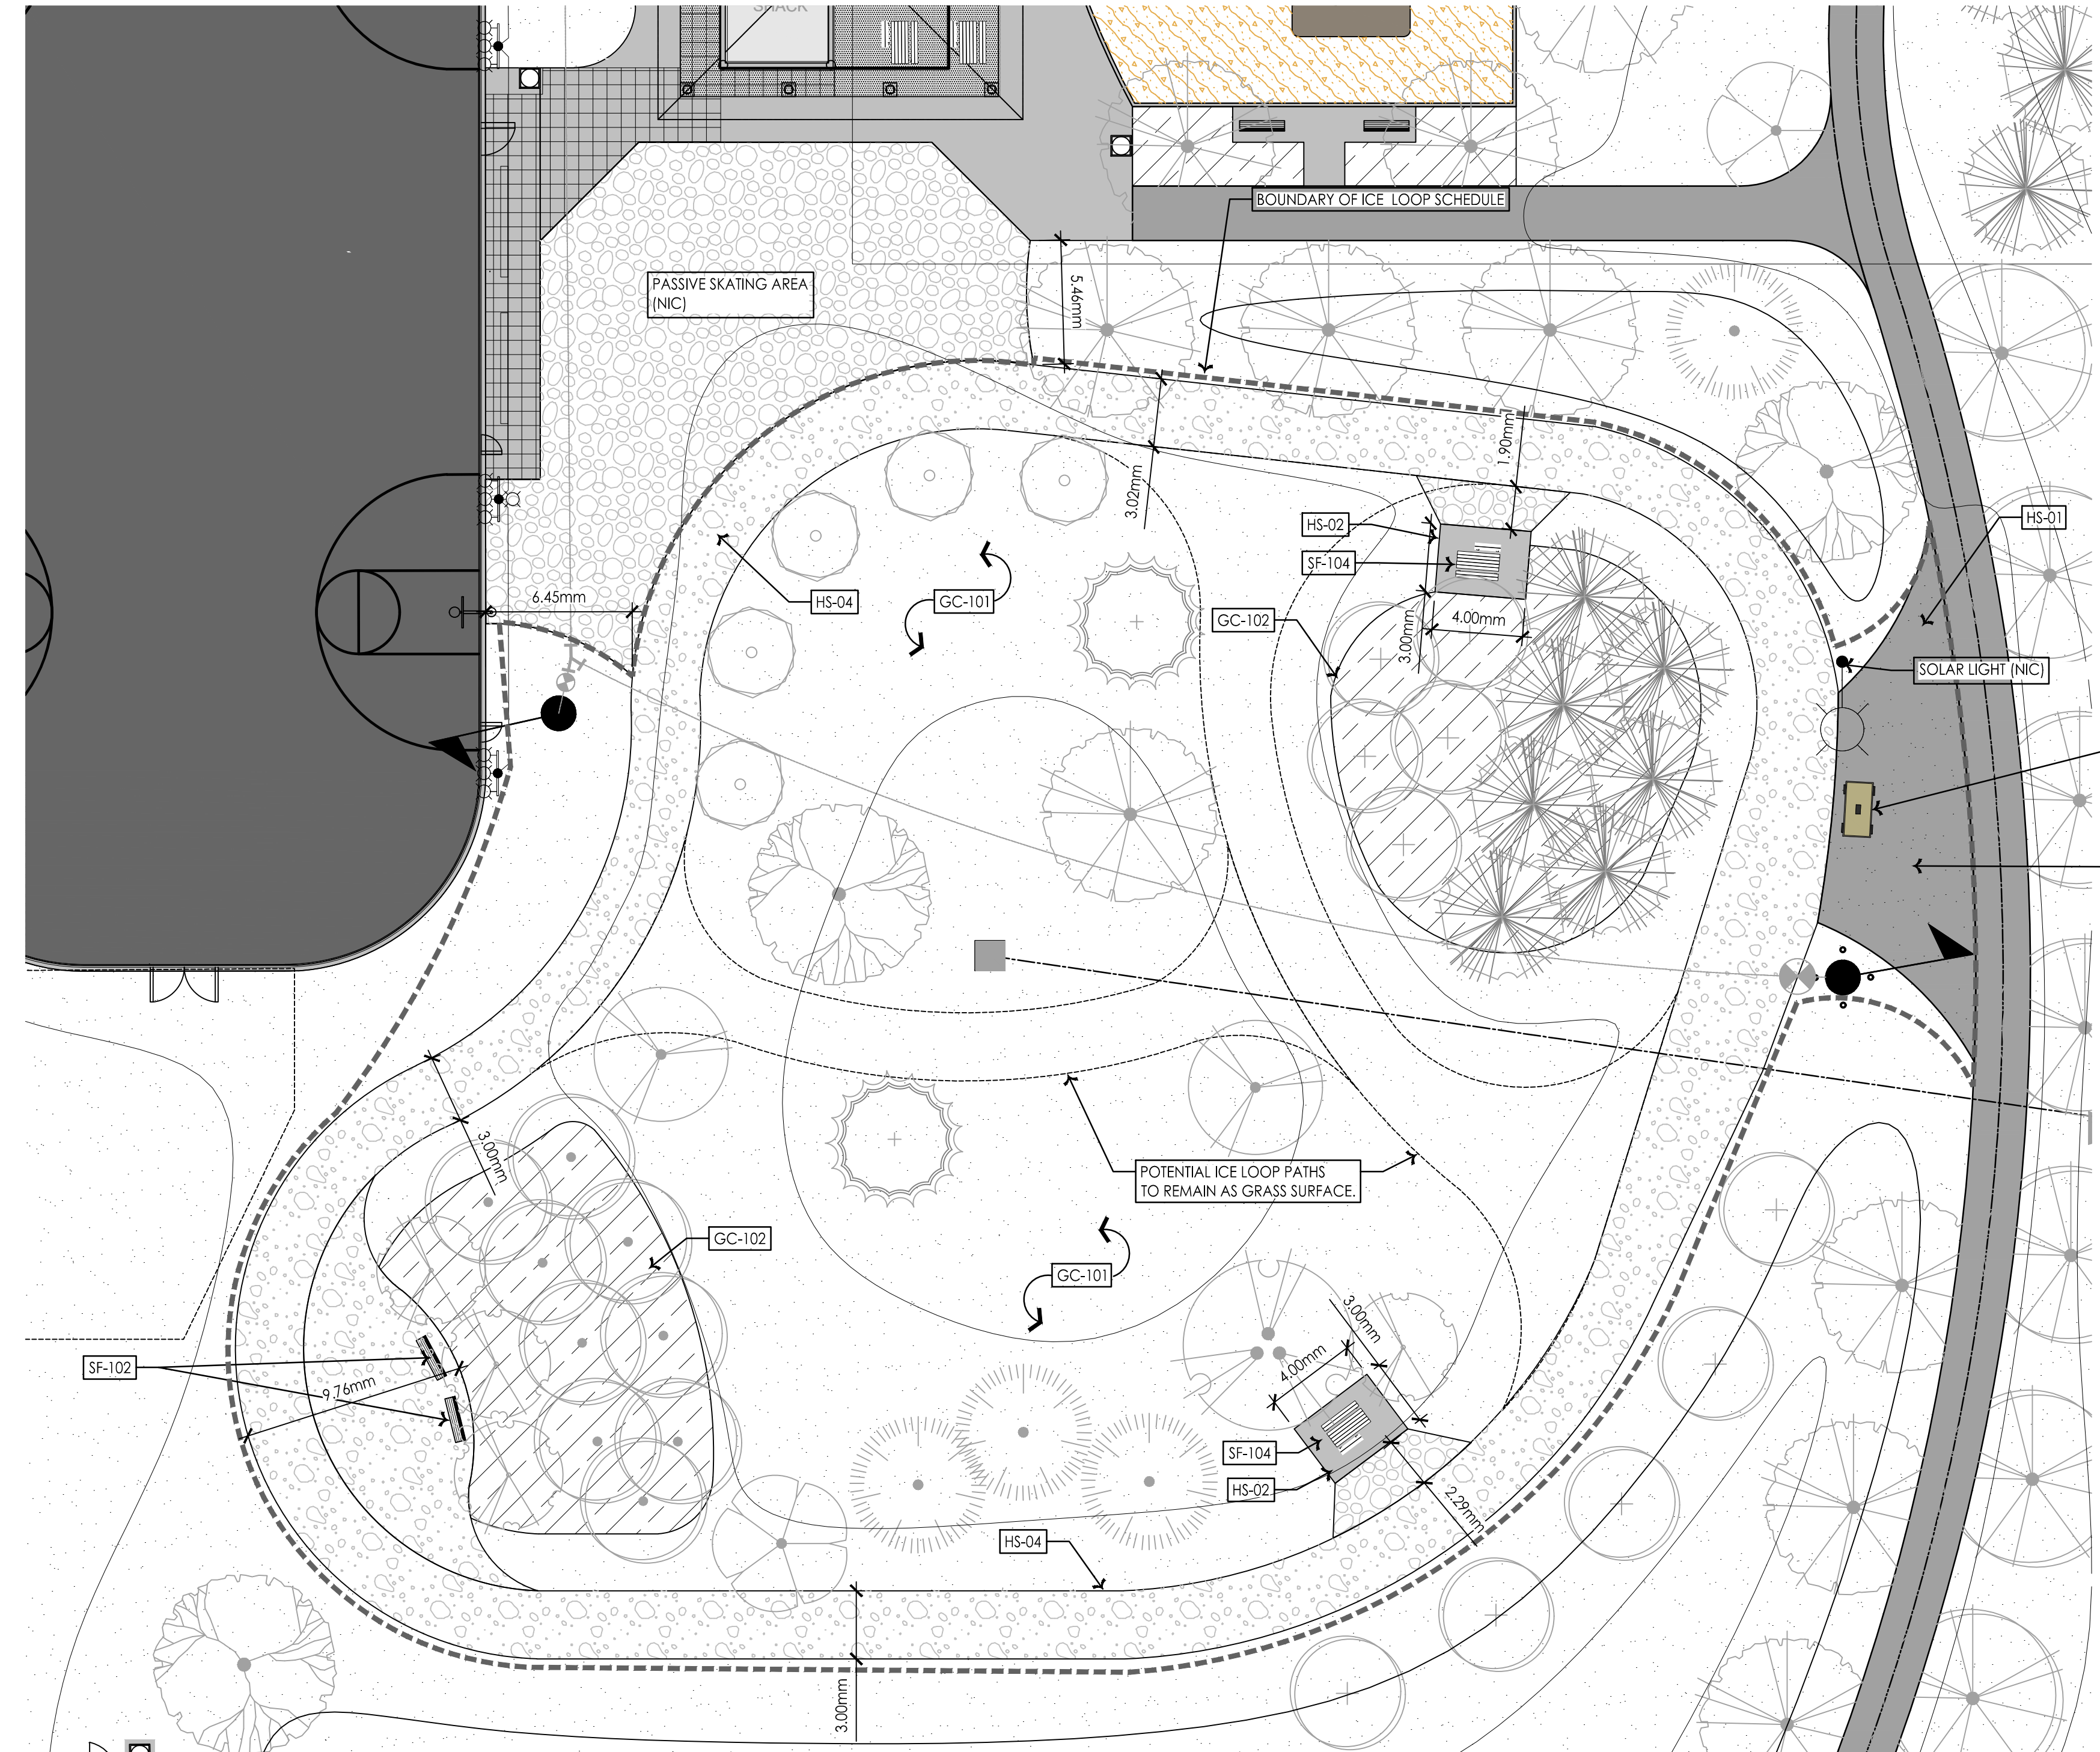 SHACK
BOUNDARY OF ICE LOOP SCHEDULE
PASSIVE SKATING AREA
(NIC)
5.46mm
3.02mm
1.90mm
HS-02
SF-104
HS-01
6.45mm
HS-04
GC-101
GC-102
4.00mm
3.00mm
SOLAR LIGHT (NIC)
3.00mm
POTENTIAL ICE LOOP PATHS
TO REMAIN AS GRASS SURFACE.
GC-102
GC-101
SF-102
9.76mm
3.00mm
4.00mm
SF-104
HS-02
2.29mm
HS-04
3.00mm